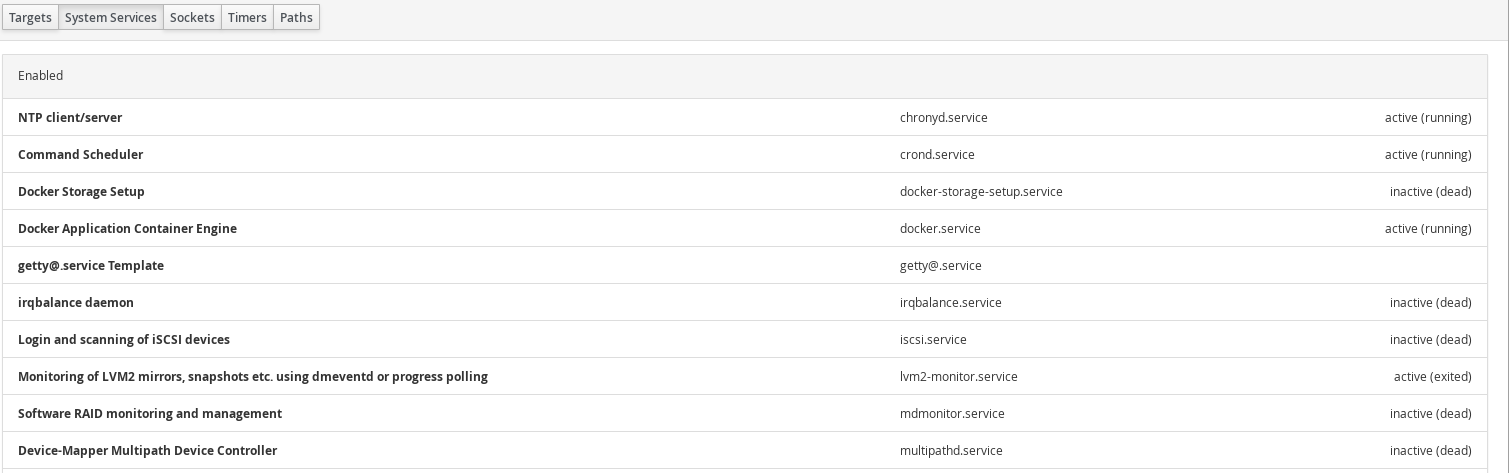 Targets System Services Sockets Timers Paths
Enabled
NTP client/server chronyd.service active (running)
Command Scheduler crond.service active (running)
Docker Storage Setup docker-storage-setup.service inactive (dead)
Docker Application Container Engine docker.service active (running)
getty@.service Template getty@.service
irqbalance daemon irqbalance.service inactive (dead)
Login and scanning of iSCSI devices iscsi.service inactive (dead)
Monitoring of LVM2 mirrors, snapshots etc. using dmeventd or progress polling lvm2-monitor.service active (exited)
Software RAID monitoring and management mdmonitor.service inactive (dead)
Device-Mapper Multipath Device Controller multipathd.service inactive (dead)